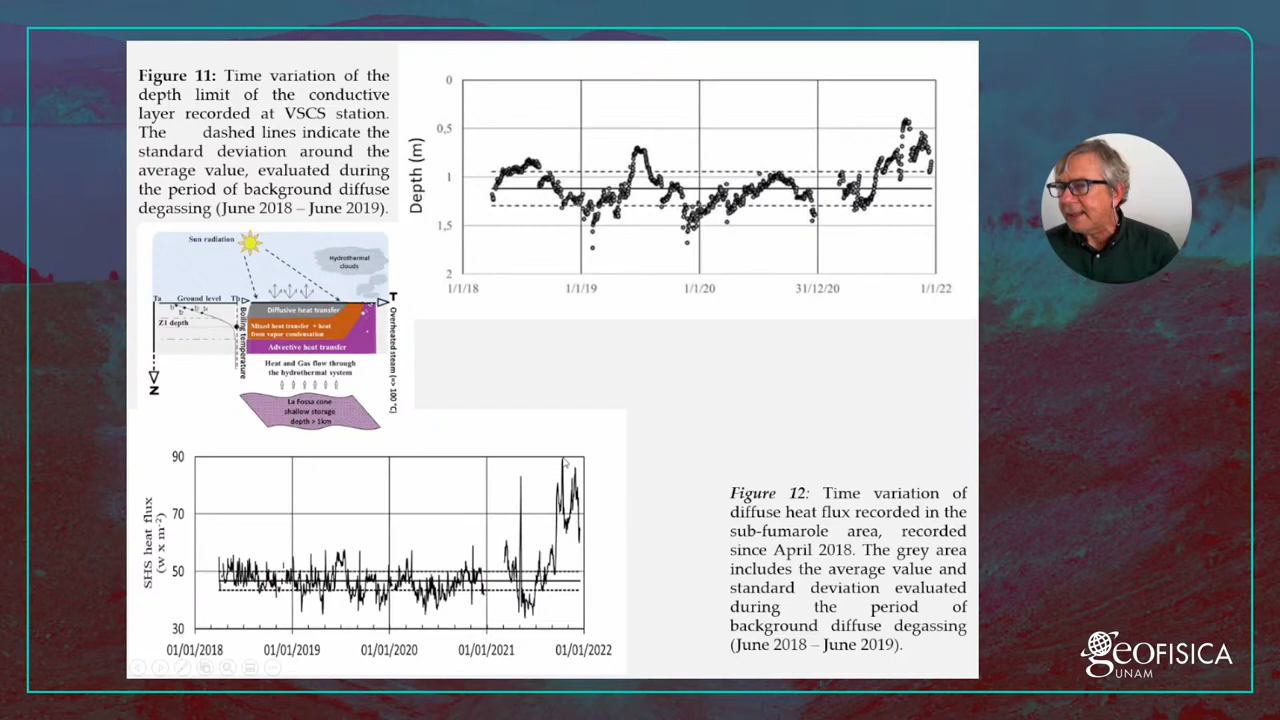 Figure 11: Time variation of the
depth limit of the conductive
layer recorded at VSCS station.
The dashed lines indicate the
standard deviation around the
average value, evaluated during
the period of background diffuse
degassing (June 2018 – June 2019).
Depth (m)
0
0,5
1
1,5
2
1/1/18
1/1/19
1/1/20
31/12/20
1/1/22
Sun radiation
Hydrothermal
clouds
Ta
Ground level
Tb
T
Z1 depth
Z
Boiling temperature
Diffusive heat transfer
Mixed heat transfer + heat
from vapor condensation
Advective heat transfer
Overheated steam (=> 100 °C)
Heat and Gas flow through
the hydrothermal system
La Fossa cone
shallow storage
depth > 1km
SHS heat flux
(w x m-2)
90
70
50
30
01/01/2018
01/01/2019
01/01/2020
01/01/2021
01/01/2022
Figure 12: Time variation of
diffuse heat flux recorded in the
sub-fumarole area, recorded
since April 2018. The grey area
includes the average value and
standard deviation evaluated
during the period of
background diffuse degassing
(June 2018 – June 2019).
GEOFISICA
UNAM